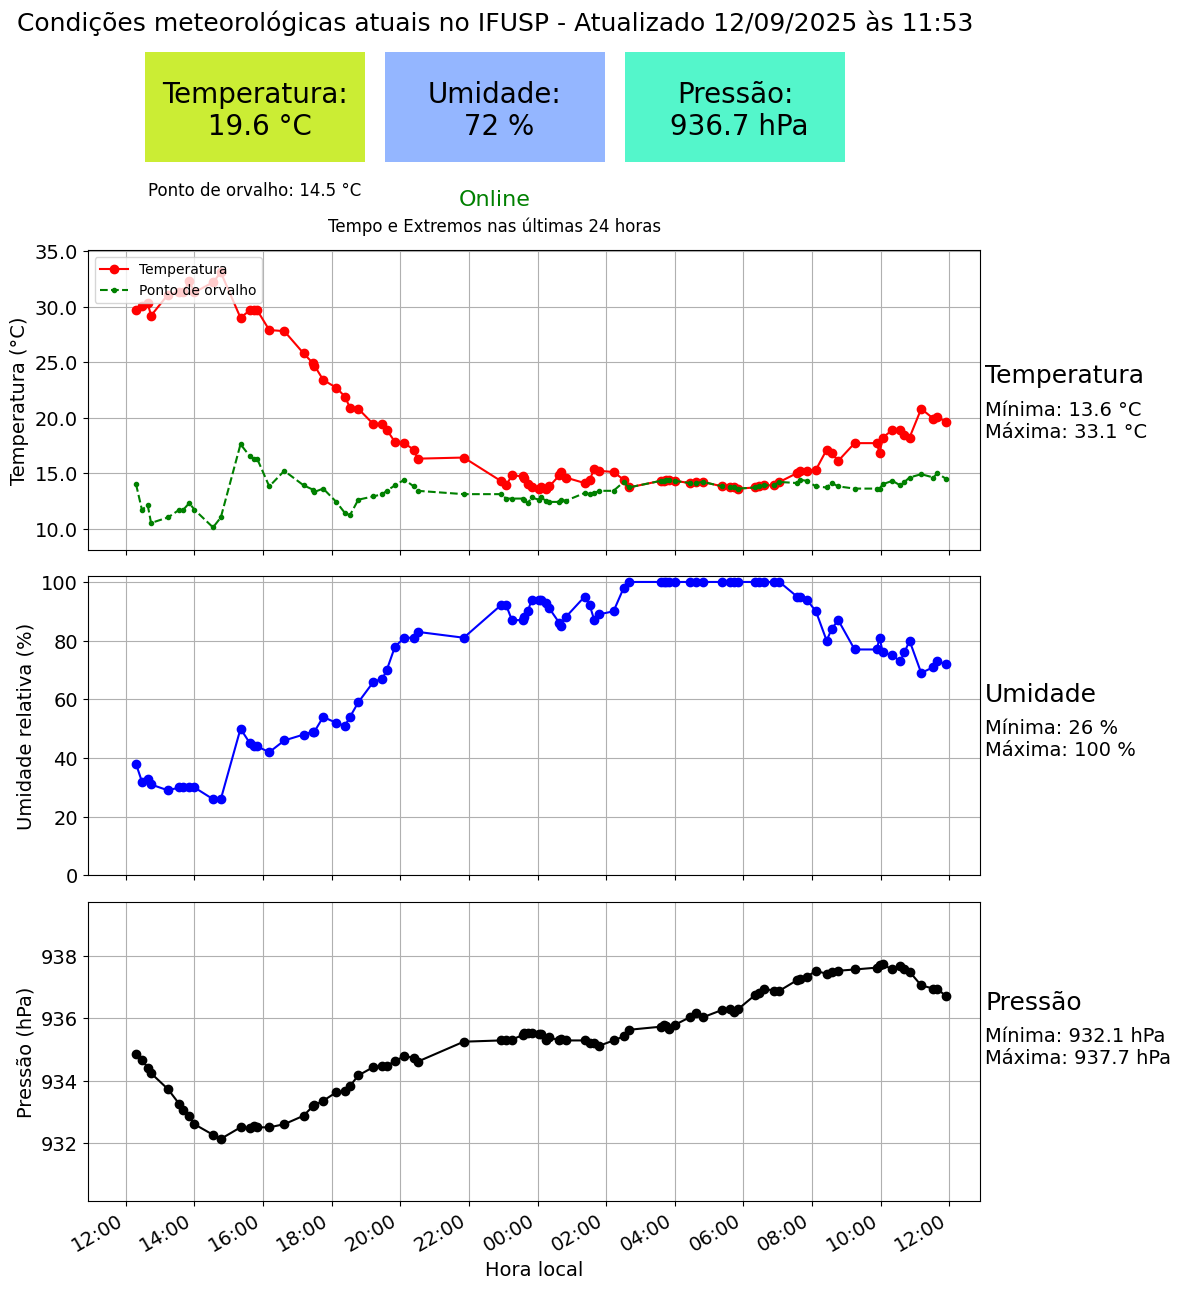 Condições meteorológicas atuais no IFUSP - Atualizado 12/09/2025 às 11:53
Temperatura:
19.6 °C
Umidade:
72 %
Pressão:
936.7 hPa
Ponto de orvalho: 14.5 °C
Online
Tempo e Extremos nas últimas 24 horas
Temperatura
Ponto de orvalho
35.0
30.0
25.0
20.0
15.0
10.0
Temperatura (°C)
Temperatura
Mínima: 13.6 °C
Máxima: 33.1 °C
100
80
60
40
20
0
Umidade relativa (%)
Umidade
Mínima: 26 %
Máxima: 100 %
938
936
934
932
Pressão (hPa)
Pressão
Mínima: 932.1 hPa
Máxima: 937.7 hPa
12:00
14:00
16:00
18:00
20:00
22:00
00:00
02:00
04:00
06:00
08:00
10:00
12:00
Hora local